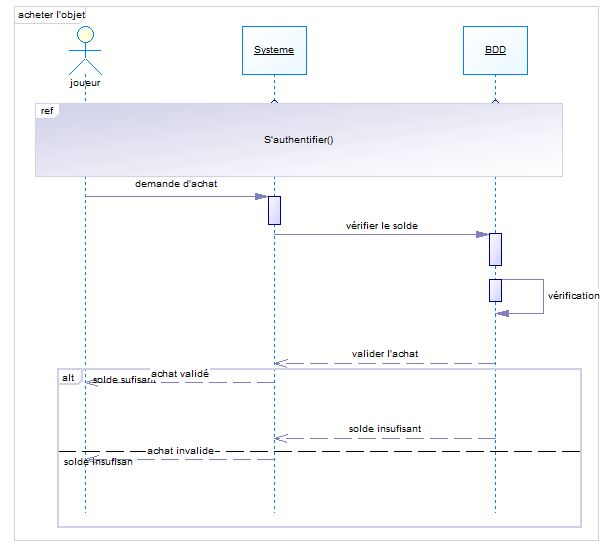 acheter l'objet
joueur
Systeme
BDD
ref
S'authentifier()
demande d'achat
vérifier le solde
vérification
valider l'achat
alt
achat validé
solde sufisant
solde insufisant
achat invalide
solde insufisan